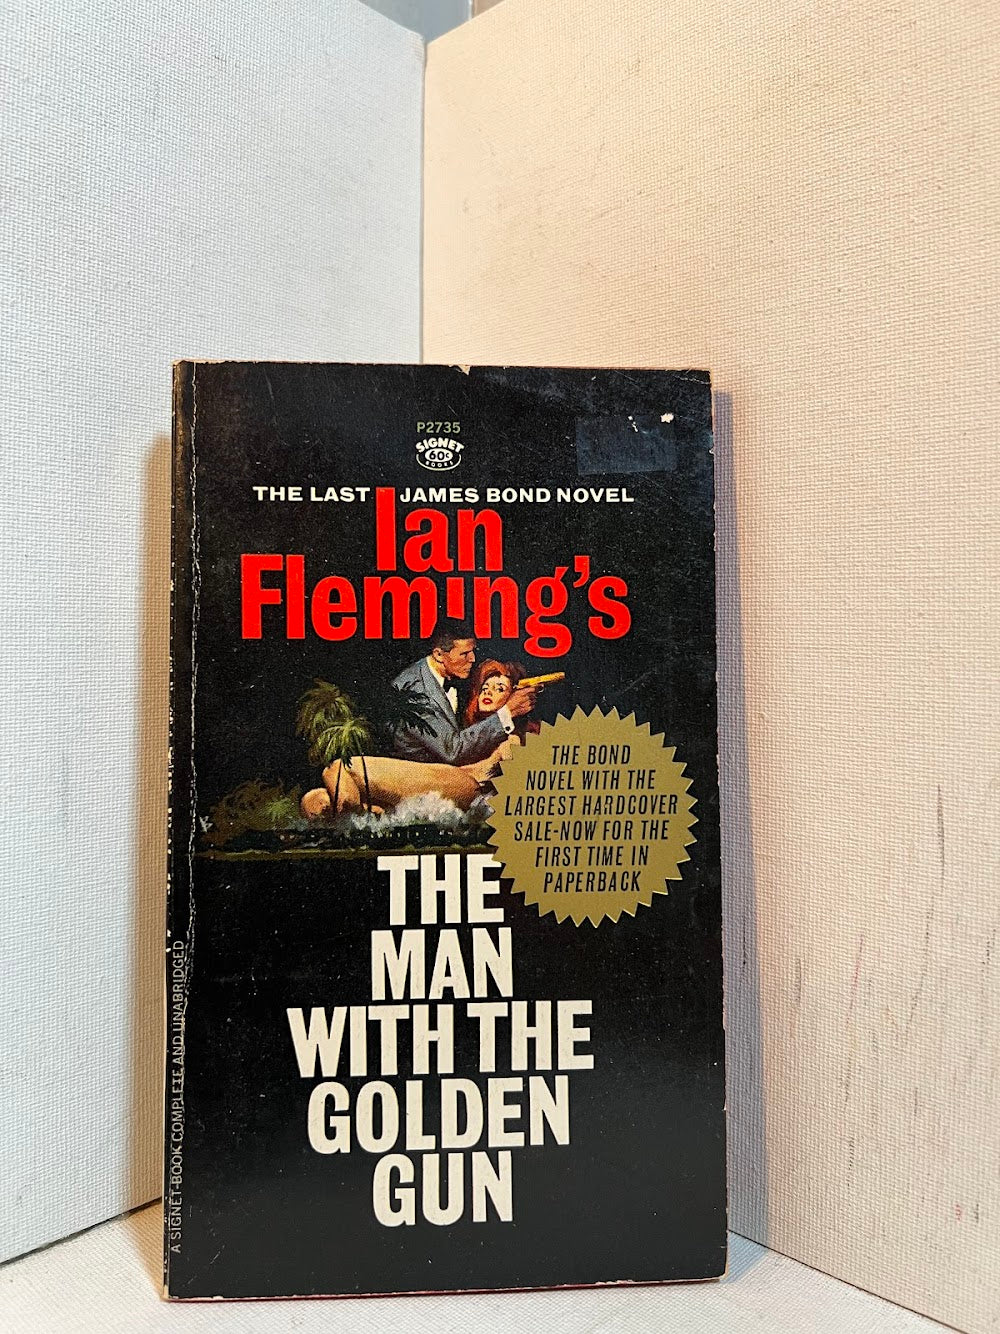 P2735
SIGNET
60¢
BOOKS
THE LAST JAMES BOND NOVEL
Ian
Fleming's
THE BOND
NOVEL WITH THE
LARGEST HARDCOVER
SALE-NOW FOR THE
FIRST TIME IN
PAPERBACK
THE
MAN
WITH THE
GOLDEN
GUN
A SIGNET BOOK COMPLETE AND UNABRIDGED